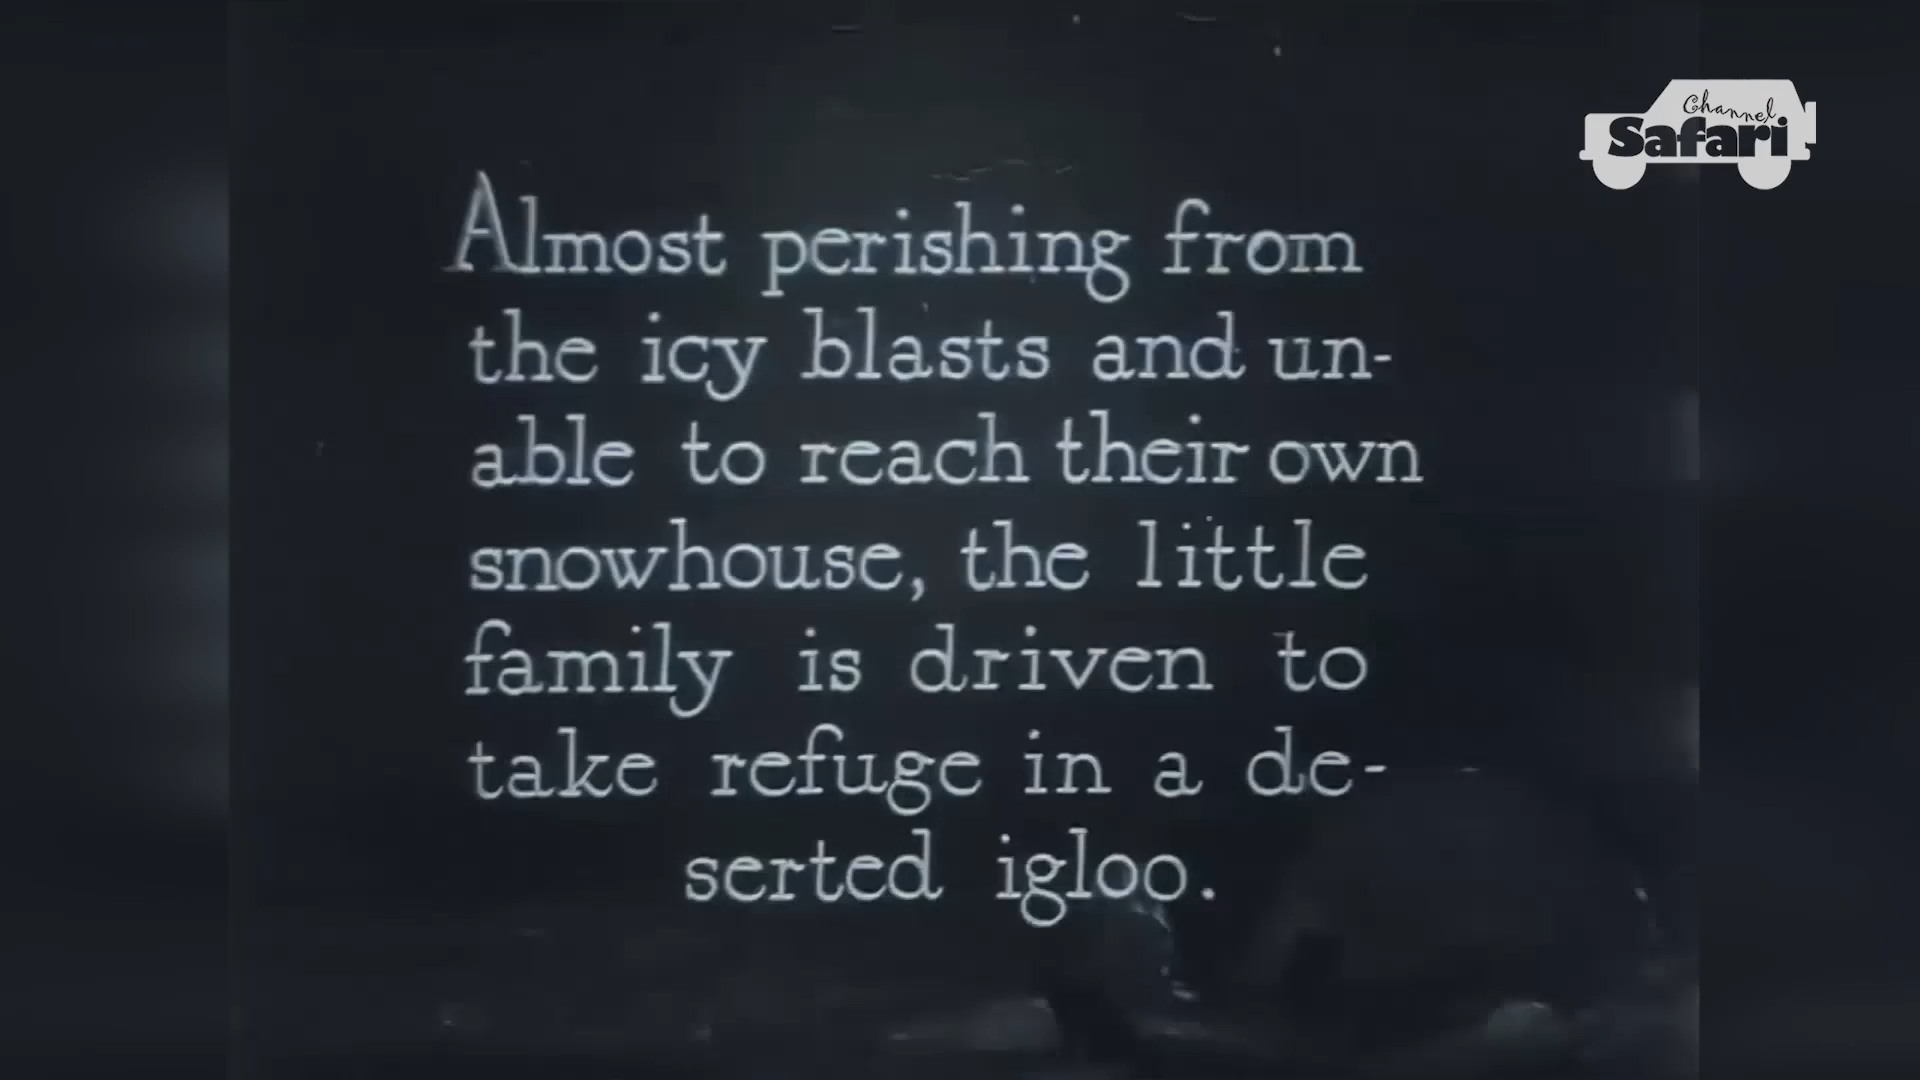 Channel
Safari
Almost perishing from
the icy blasts and un-
able to reach their own
snowhouse, the little
family is driven to
take refuge in a de-
serted igloo.